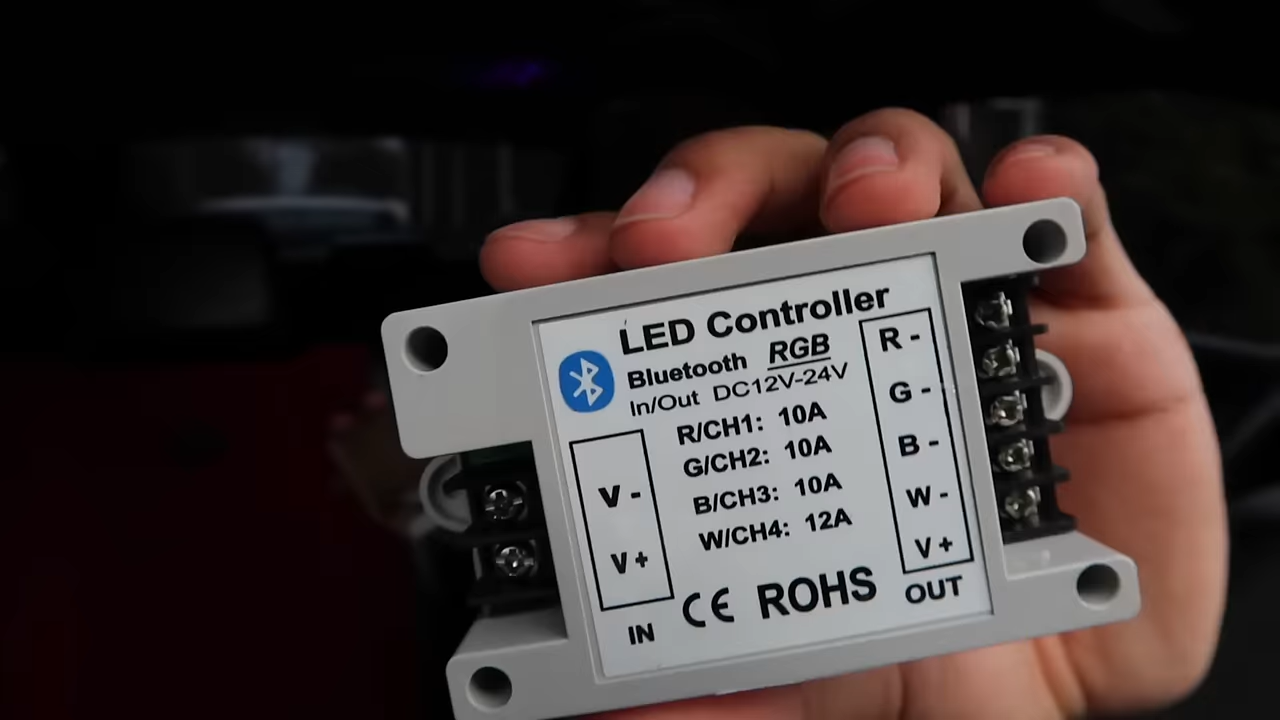 LED Controller
Bluetooth RGB
In/Out DC12V-24V
R/CH1: 10A
G/CH2: 10A
B/CH3: 10A
W/CH4: 12A
V -
V +
IN
CE ROHS
R -
G -
B -
W -
V +
OUT